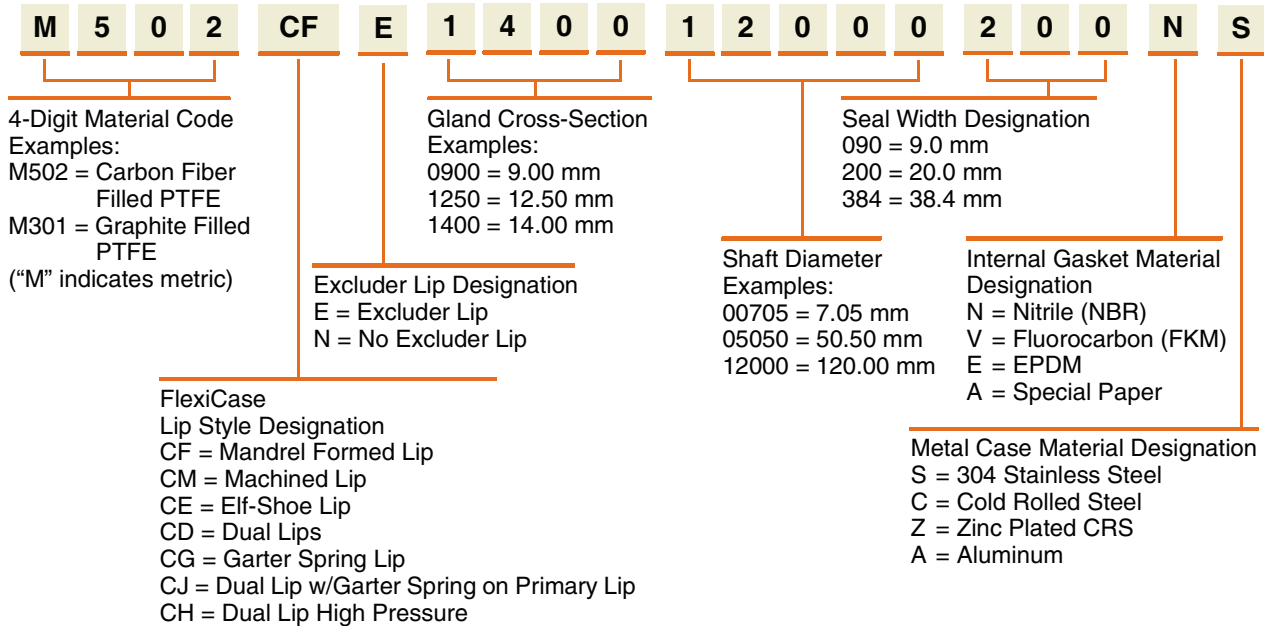 M 5 0 2 CF E 1 4 0 0 1 2 0 0 0 2 0 0 N S
4-Digit Material Code
Examples:
M502 = Carbon Fiber
Filled PTFE
M301 = Graphite Filled
PTFE
(“M” indicates metric)
Gland Cross-Section
Examples:
0900 = 9.00 mm
1250 = 12.50 mm
1400 = 14.00 mm
Seal Width Designation
090 = 9.0 mm
200 = 20.0 mm
384 = 38.4 mm
Excluder Lip Designation
E = Excluder Lip
N = No Excluder Lip
Shaft Diameter
Examples:
00705 = 7.05 mm
05050 = 50.50 mm
12000 = 120.00 mm
Internal Gasket Material
Designation
N = Nitrile (NBR)
V = Fluorocarbon (FKM)
E = EPDM
A = Special Paper
FlexiCase
Lip Style Designation
CF = Mandrel Formed Lip
CM = Machined Lip
CE = Elf-Shoe Lip
CD = Dual Lips
CG = Garter Spring Lip
CJ = Dual Lip w/Garter Spring on Primary Lip
CH = Dual Lip High Pressure
Metal Case Material Designation
S = 304 Stainless Steel
C = Cold Rolled Steel
Z = Zinc Plated CRS
A = Aluminum